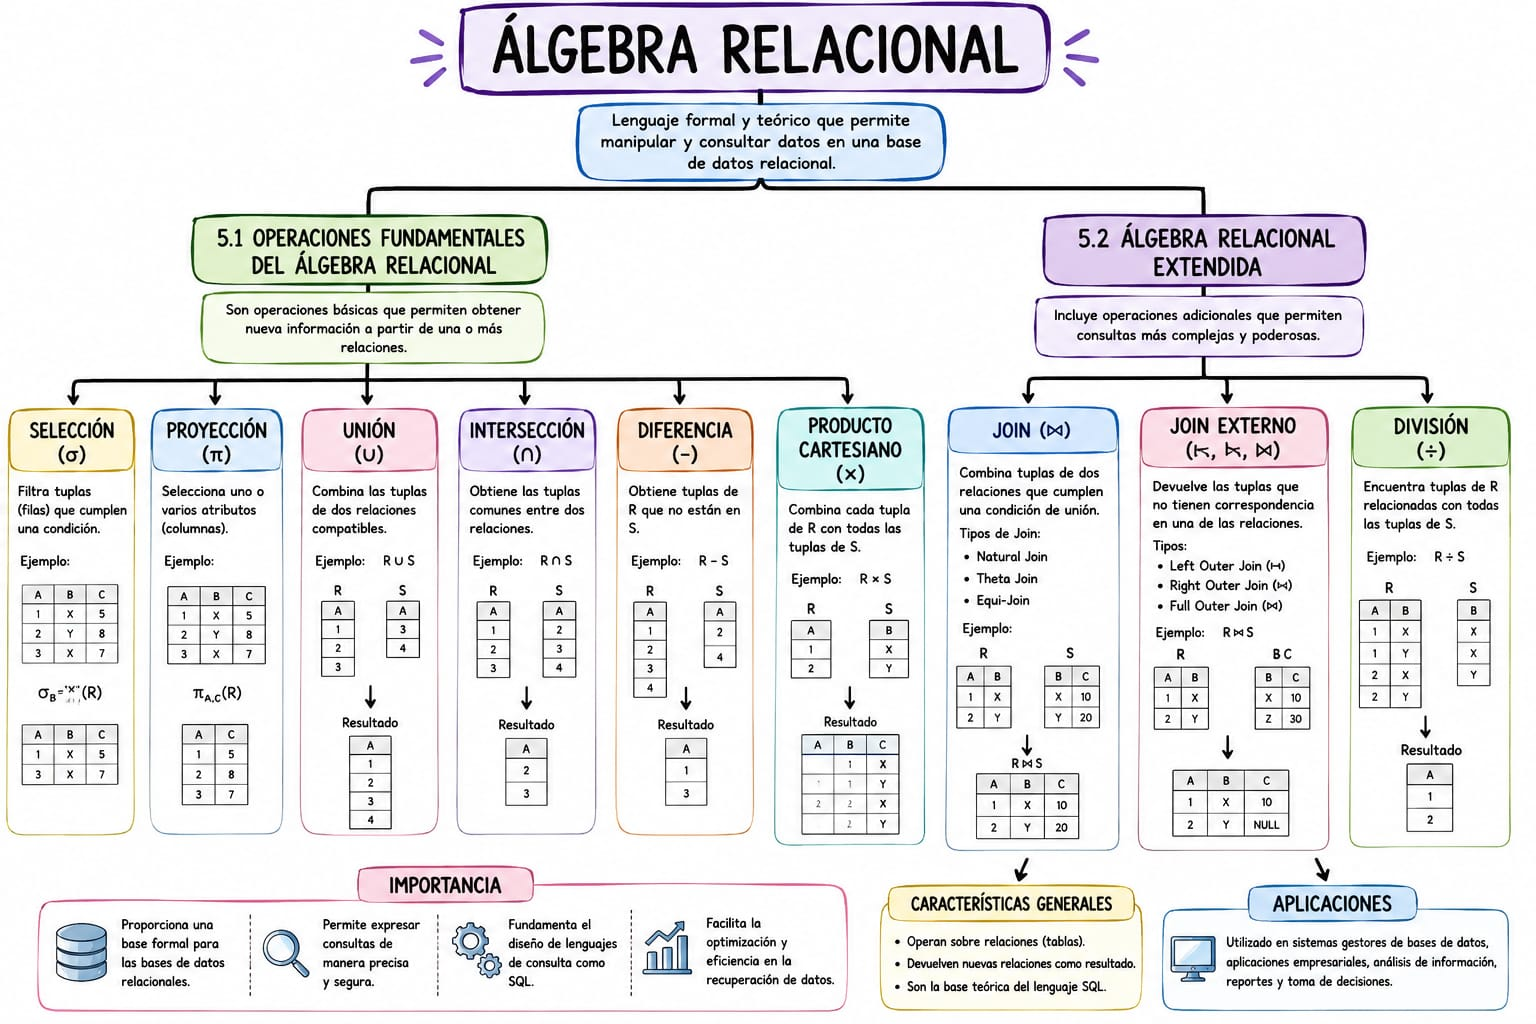 ÁLGEBRA RELACIONAL
Lenguaje formal y teórico que permite
manipular y consultar datos en una base
de datos relacional.
5.1 OPERACIONES FUNDAMENTALES
DEL ÁLGEBRA RELACIONAL
Son operaciones básicas que permiten obtener
nueva información a partir de una o más
relaciones.
5.2 ÁLGEBRA RELACIONAL
EXTENDIDA
Incluye operaciones adicionales que permiten
consultas más complejas y poderosas.
SELECCIÓN
(σ)
Filtra tuplas
(filas) que cumplen
una condición.
Ejemplo:
A B C
1 X 5
2 Y 8
3 X 7
σB="X"(R)
A B C
1 X 5
3 X 7
PROYECCIÓN
(π)
Selecciona uno o
varios atributos
(columnas).
Ejemplo:
A B C
1 X 5
2 Y 8
3 X 7
πA,C(R)
A C
1 5
2 8
3 7
UNIÓN
(∪)
Combina las tuplas
de dos relaciones
compatibles.
Ejemplo: R ∪ S
R S
A A
1 3
2 4
3
Resultado
A
1
2
3
4
INTERSECCIÓN
(∩)
Obtiene las tuplas
comunes entre dos
relaciones.
Ejemplo: R ∩ S
R S
A A
1 2
2 3
3 4
Resultado
A
2
3
DIFERENCIA
(−)
Obtiene tuplas de
R que no están en
S.
Ejemplo: R − S
R S
A A
1 2
2 4
3
4
Resultado
A
1
3
PRODUCTO
CARTESIANO
(×)
Combina cada tupla
de R con todas las
tuplas de S.
Ejemplo: R × S
R S
A B
1 X
2 Y
Resultado
A B C
1 X
1 1 Y
2 2 X
2 Y
JOIN (⋈)
Combina tuplas de dos
relaciones que cumplen
una condición de unión.
Tipos de Join:
• Natural Join
• Theta Join
• Equi-Join
Ejemplo:
R S
A B B C
1 X X 10
2 Y Y 20
R ⋈ S
A B C
1 X 10
2 Y 20
JOIN EXTERNO
Devuelve las tuplas que
no tienen correspondencia
en una de las relaciones.
Tipos:
• Left Outer Join
• Right Outer Join
• Full Outer Join (⋈)
Ejemplo: R ⋈ S
R B C
A B B C
1 X X 10
2 Y Z 30
A B C
1 X 10
2 Y NULL
DIVISIÓN
(÷)
Encuentra tuplas de R
relacionadas con todas
las tuplas de S.
Ejemplo: R ÷ S
R S
A B B
1 X X
1 Y X
2 X Y
2 Y
Resultado
A
1
2
IMPORTANCIA
Proporciona una
base formal para
las bases de datos
relacionales.
Permite expresar
consultas de
manera precisa
y segura.
Fundamenta el
diseño de lenguajes
de consulta como
SQL.
Facilita la
optimización y
eficiencia en la
recuperación de datos.
CARACTERÍSTICAS GENERALES
• Operan sobre relaciones (tablas).
• Devuelven nuevas relaciones como resultado.
• Son la base teórica del lenguaje SQL.
APLICACIONES
Utilizado en sistemas gestores de bases de datos,
aplicaciones empresariales, análisis de información,
reportes y toma de decisiones.